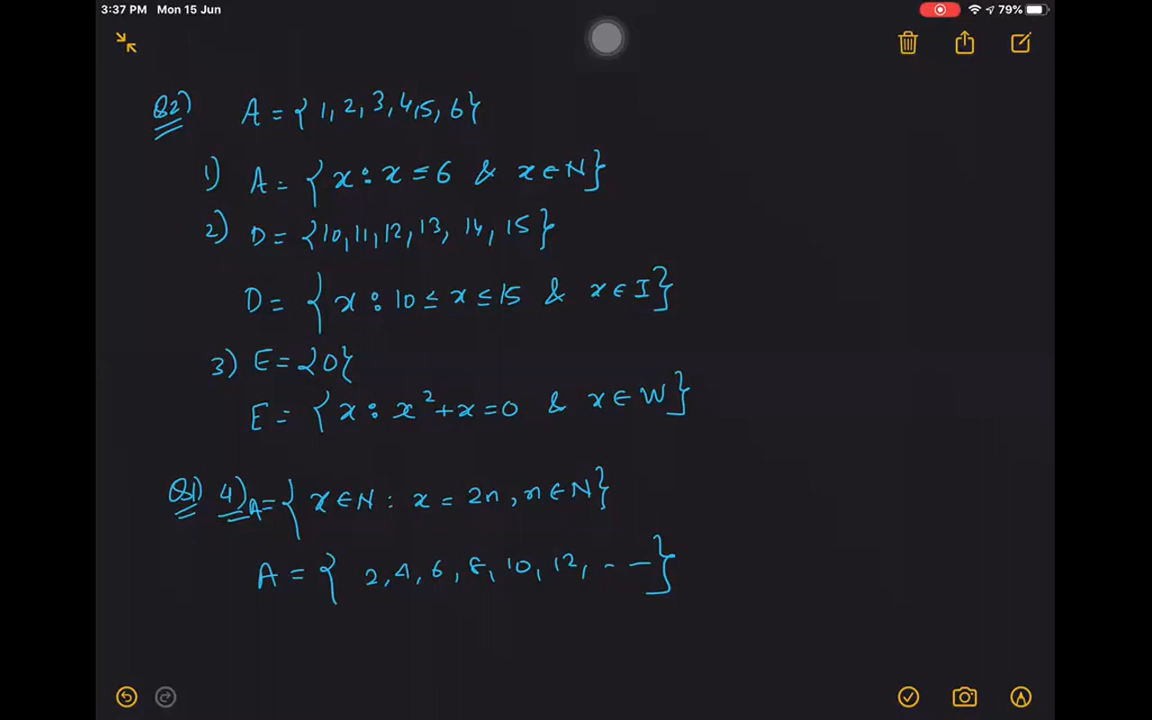 3:37 PM Mon 15 Jun 79%
Q2) A = { 1, 2, 3, 4, 5, 6}
1) A = { x : x = 6 & x ∈ N}
2) D = {10, 11, 12, 13, 14, 15}
D = { x : 10 ≤ x ≤ 15 & x ∈ I}
3) E = {0}
E = { x : x² + x = 0 & x ∈ W}
Q1) 4) A = { x ∈ N : x = 2n, n ∈ N}
A = { 2, 4, 6, 8, 10, 12, - - }